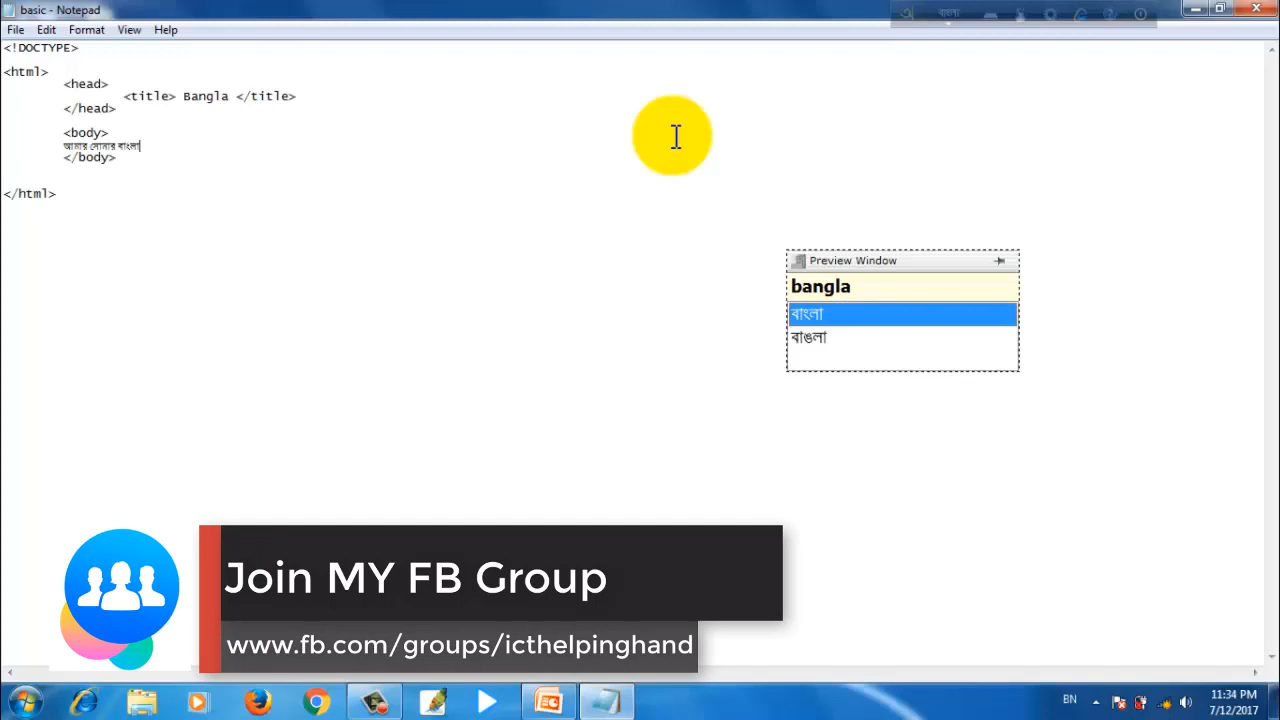 basic - Notepad
বাংলা
File Edit Format View Help
<!DOCTYPE>
<html>
<head>
<title> Bangla </title>
</head>
<body>
আমার সোনার বাংলা
</body>
</html>
Preview Window
bangla
বাংলা
বাঙলা
Join MY FB Group
www.fb.com/groups/icthelpinghand
BN
11:34 PM
7/12/2017